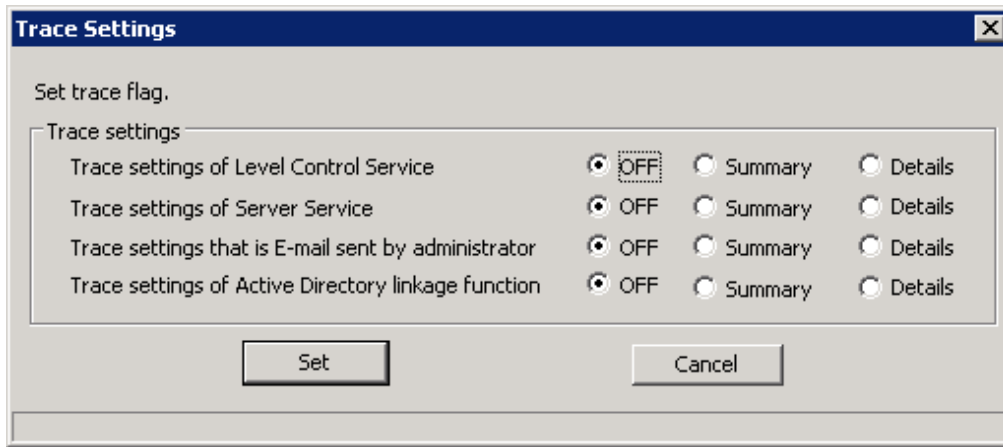 Trace Settings
Set trace flag.
Trace settings
Trace settings of Level Control Service OFF Summary Details
Trace settings of Server Service OFF Summary Details
Trace settings that is E-mail sent by administrator OFF Summary Details
Trace settings of Active Directory linkage function OFF Summary Details
Set Cancel